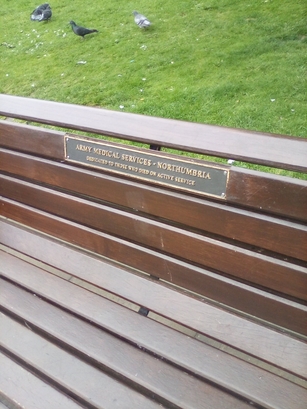 ARMY MEDICAL SERVICES - NORTHUMBRIA
DEDICATED TO THOSE WHO DIED ON ACTIVE SERVICE